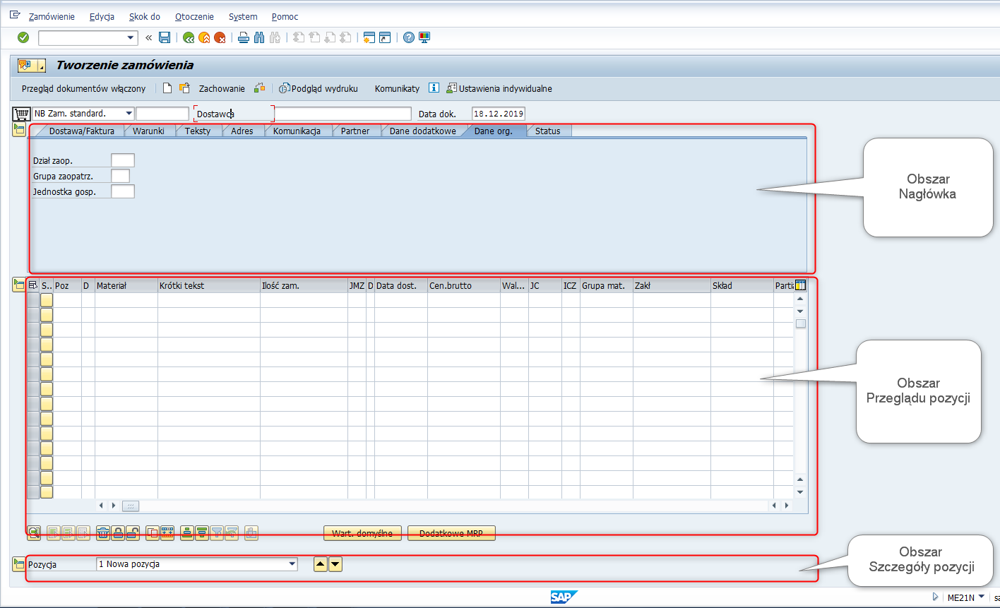 Zamówienie Edycja Skok do Otoczenie System Pomoc
Tworzenie zamówienia
Przegląd dokumentów włączony Zachowanie Podgląd wydruku Komunikaty Ustawienia indywidualne
NB Zam. standard. Dostawca Data dok. 18.12.2019
Dostawa/Faktura Warunki Teksty Adres Komunikacja Partner Dane dodatkowe Dane org. Status
Dział zaop.
Grupa zaopatrz.
Jednostka gosp.
Obszar
Nagłówka
S.. Poz D Materiał Krótki tekst Ilość zam. JMZ D Data dost. Cen.brutto Wal... JC ICZ Grupa mat. Zakł Skład Parti
Obszar
Przeglądu pozycji
Wart. domyślne Dodatkowe MRP
Pozycja 1 Nowa pozycja
Obszar
Szczegóły pozycji
SAP ME21N sa